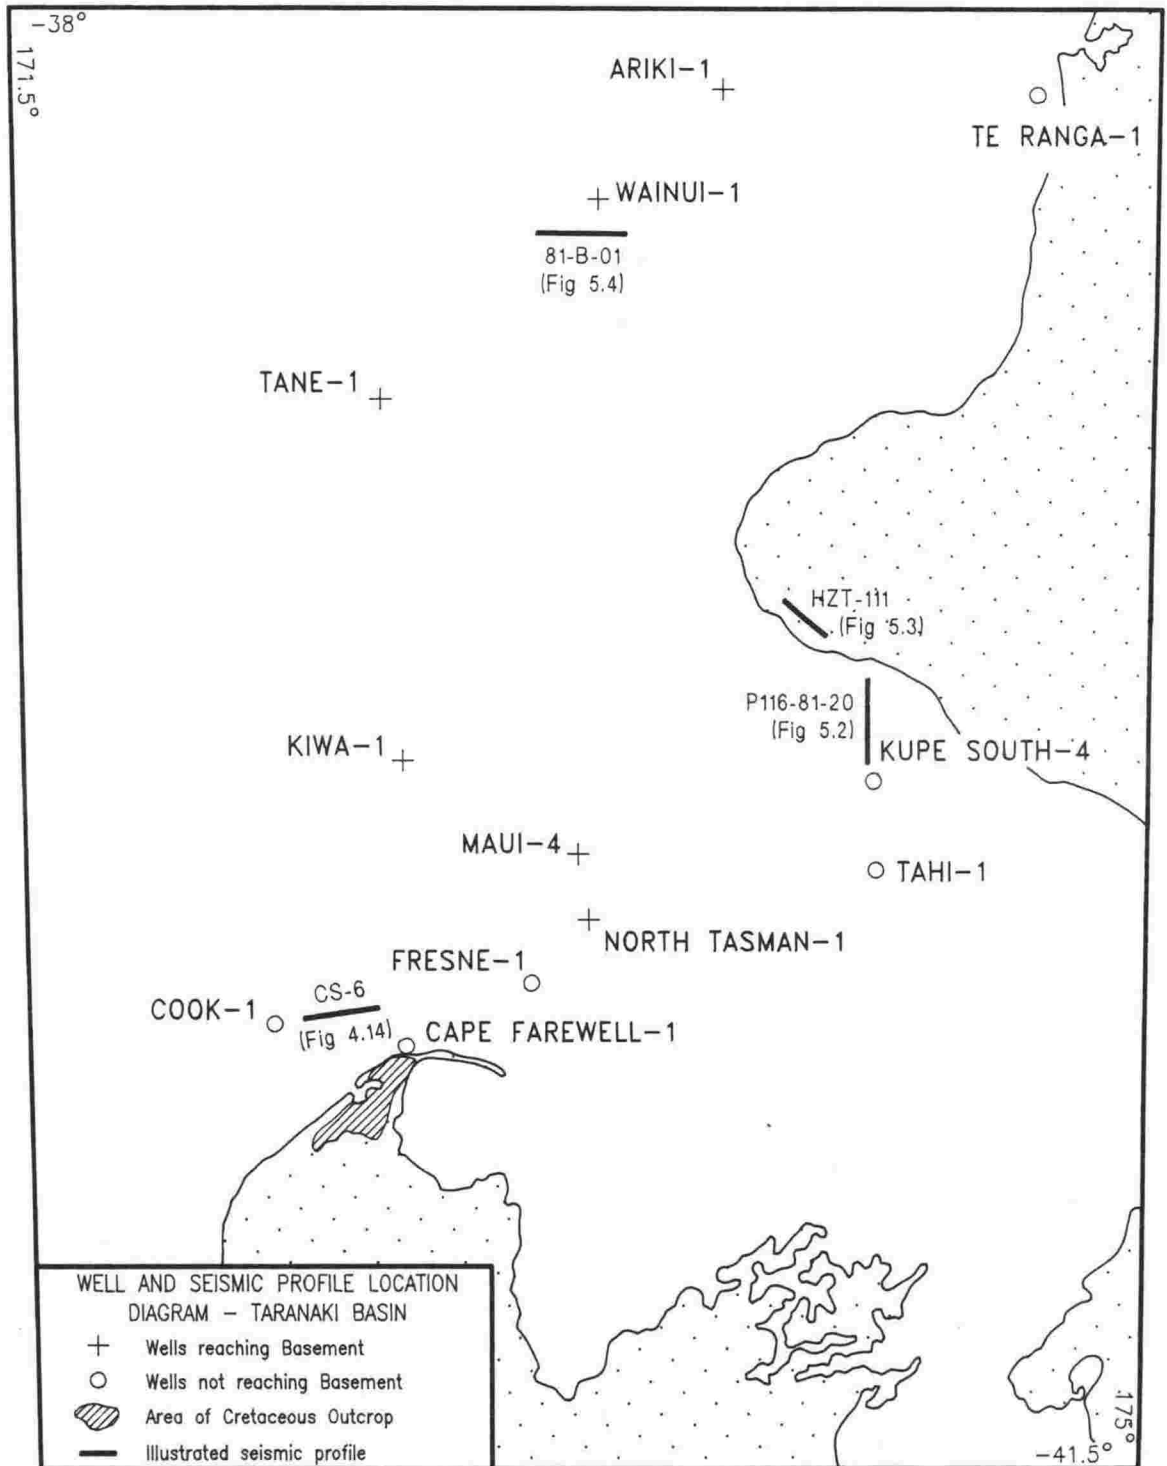 -38°
171.5°
ARIKI-1
TE RANGA-1
WAINUI-1
81-B-01
(Fig 5.4)
TANE-1
HZT-111
(Fig 5.3)
P116-81-20
(Fig 5.2)
KIWA-1
KUPE SOUTH-4
MAUI-4
TAHI-1
NORTH TASMAN-1
FRESNE-1
CS-6
COOK-1
(Fig 4.14)
CAPE FAREWELL-1
WELL AND SEISMIC PROFILE LOCATION
DIAGRAM - TARANAKI BASIN
Wells reaching Basement
Wells not reaching Basement
Area of Cretaceous Outcrop
Illustrated seismic profile
175°
-41.5°